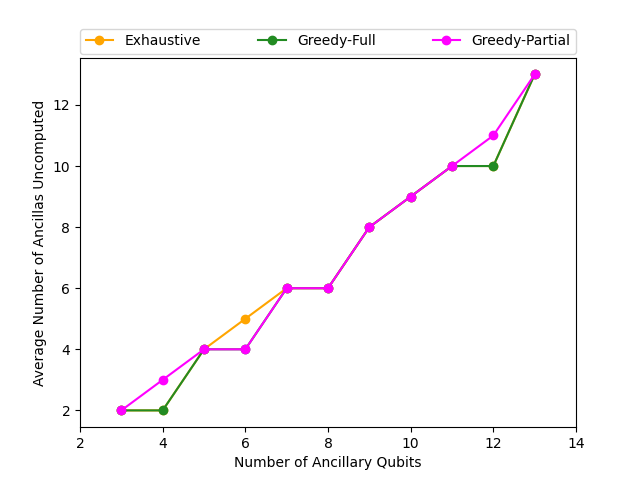 Exhaustive Greedy-Full Greedy-Partial
Average Number of Ancillas Uncomputed
12
10
8
6
4
2
2 4 6 8 10 12 14
Number of Ancillary Qubits